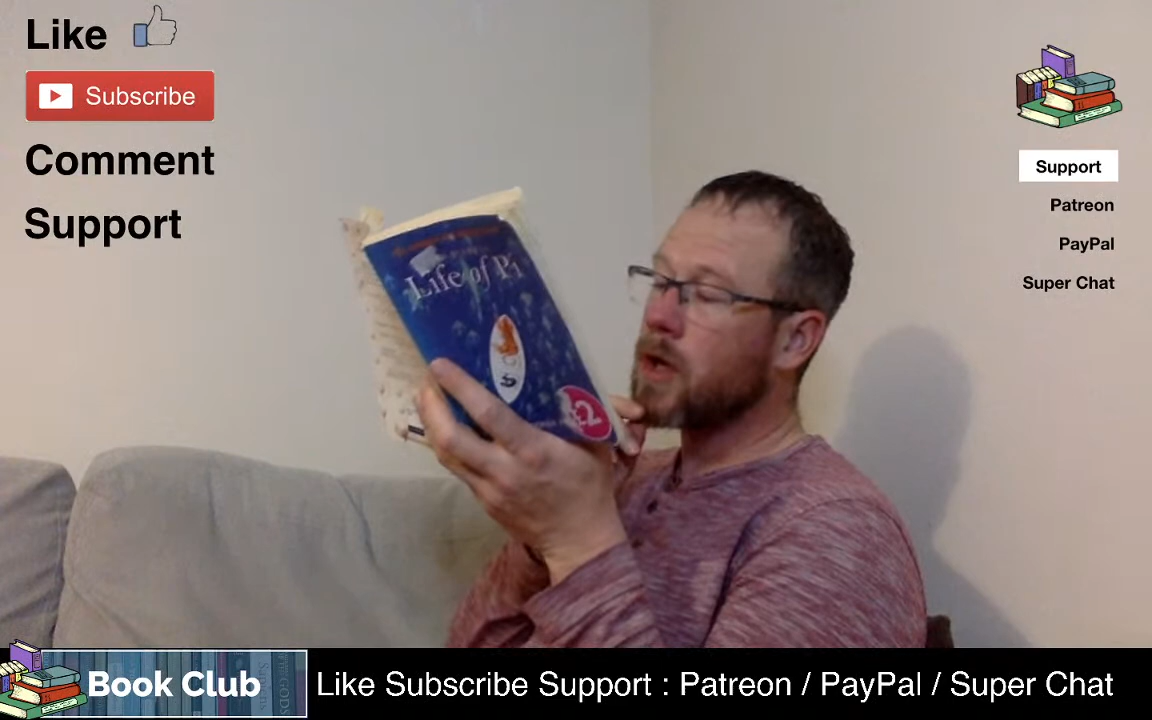 Like
Subscribe
Comment
Support
Support
Patreon
PayPal
Super Chat
Life of Pi
£2
Book Club
Like Subscribe Support : Patreon / PayPal / Super Chat